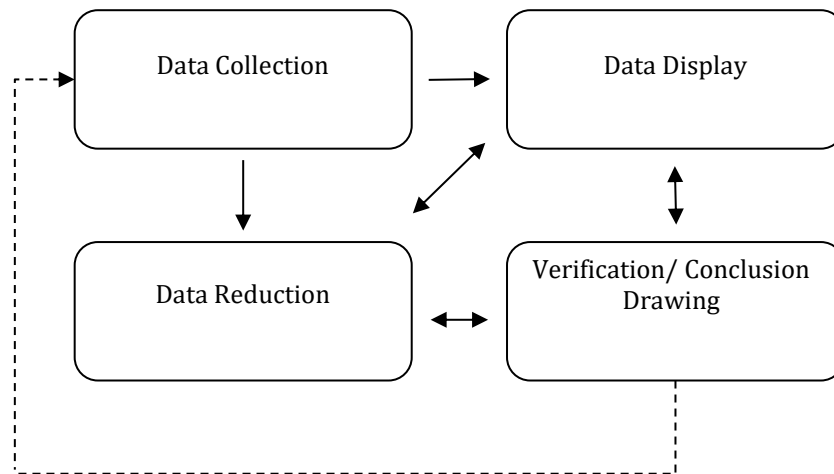 Data Collection
Data Display
Data Reduction
Verification/ Conclusion
Drawing